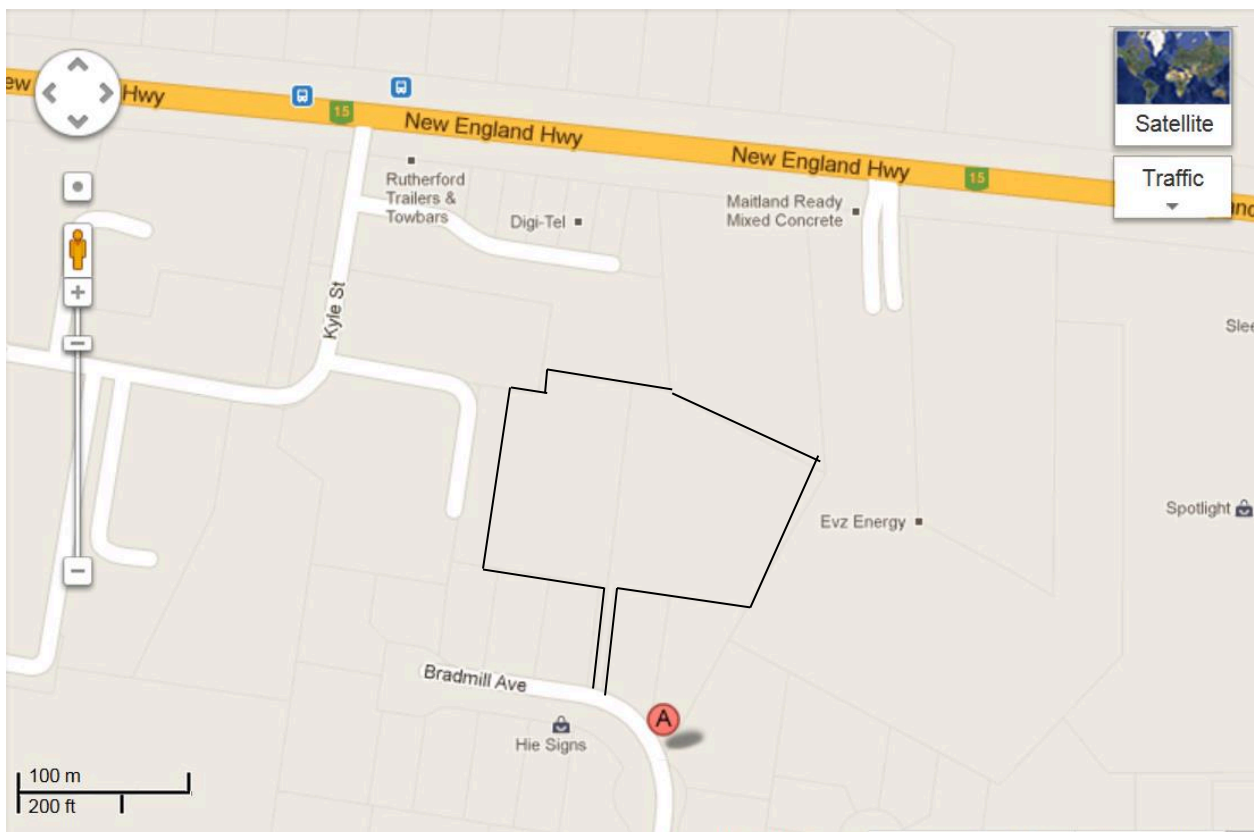 ew
Hwy
15
New England Hwy
New England Hwy
15
Satellite
Traffic
Rutherford
Trailers &
Towbars
Digi-Tel
Maitland Ready
Mixed Concrete
Kyle St
Slee
Evz Energy
Spotlight
Bradmill Ave
A
Hie Signs
100 m
200 ft